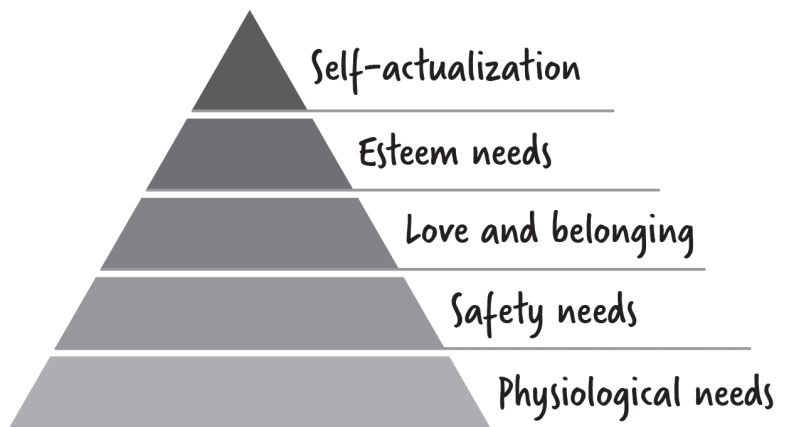 Self-actualization
Esteem needs
Love and belonging
Safety needs
Physiological needs